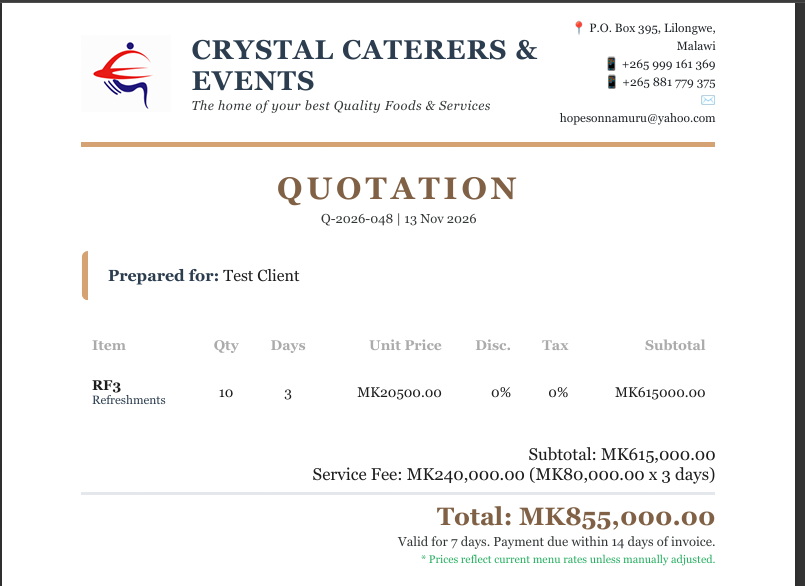 CRYSTAL CATERERS &
EVENTS
The home of your best Quality Foods & Services
📍 P.O. Box 395, Lilongwe,
Malawi
📱 +265 999 161 369
📱 +265 881 779 375
✉️
hopesonnamuru@yahoo.com
QUOTATION
Q-2026-048 | 13 Nov 2026
Prepared for: Test Client
Item Qty Days Unit Price Disc. Tax Subtotal
RF3 10 3 MK20500.00 0% 0% MK615000.00
Refreshments
Subtotal: MK615,000.00
Service Fee: MK240,000.00 (MK80,000.00 x 3 days)
Total: MK855,000.00
Valid for 7 days. Payment due within 14 days of invoice.
* Prices reflect current menu rates unless manually adjusted.